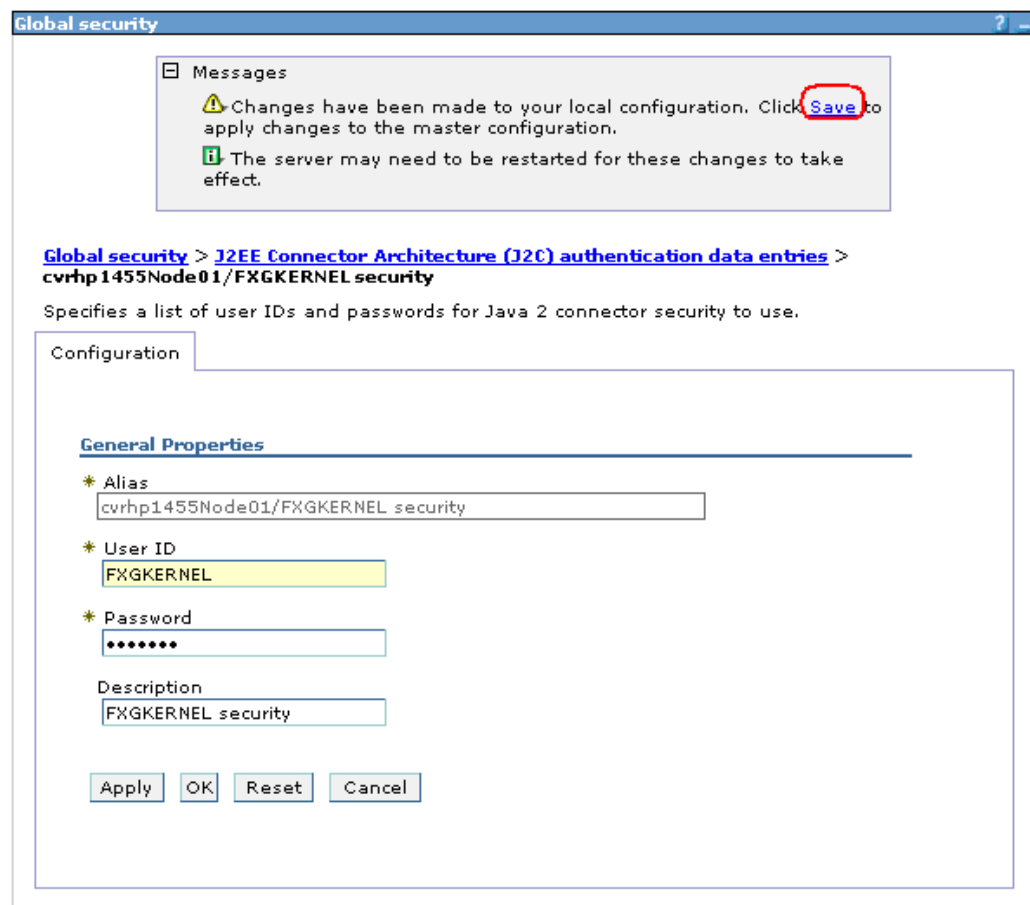 Global security ? –
Messages
Changes have been made to your local configuration. Click Save to
apply changes to the master configuration.
The server may need to be restarted for these changes to take
effect.
Global security > J2EE Connector Architecture (J2C) authentication data entries >
cvrhp1455Node01/FXGKERNEL security
Specifies a list of user IDs and passwords for Java 2 connector security to use.
Configuration
General Properties
* Alias
cvrhp1455Node01/FXGKERNEL security
* User ID
FXGKERNEL
* Password
•••••••
Description
FXGKERNEL security
Apply OK Reset Cancel